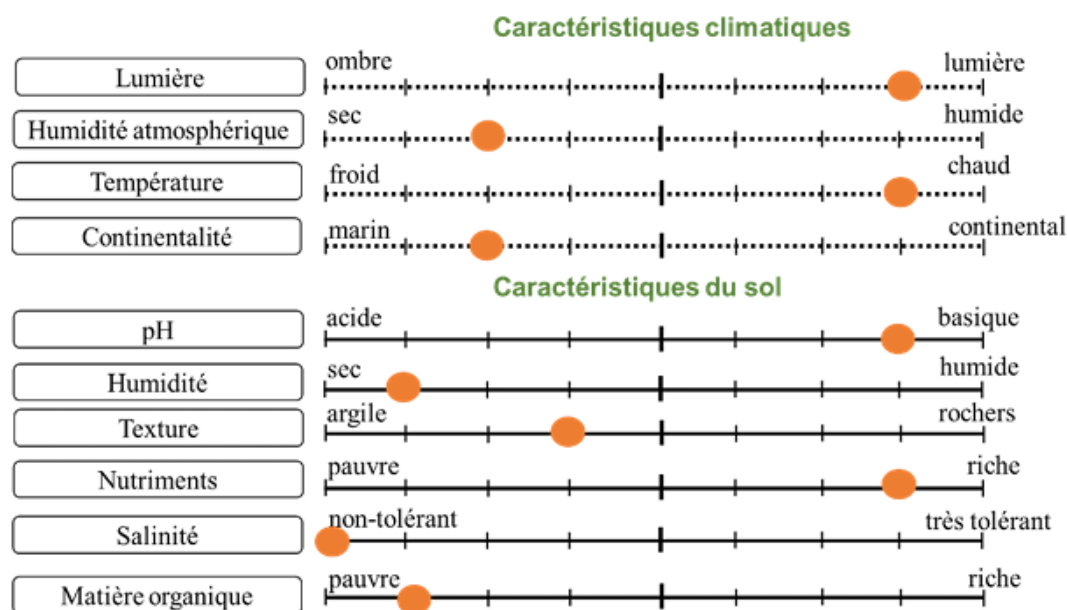 Caractéristiques climatiques
Lumière ombre lumière
Humidité atmosphérique sec humide
Température froid chaud
Continentalité marin continental
Caractéristiques du sol
pH acide basique
Humidité sec humide
Texture argile rochers
Nutriments pauvre riche
Salinité non-tolérant très tolérant
Matière organique pauvre riche